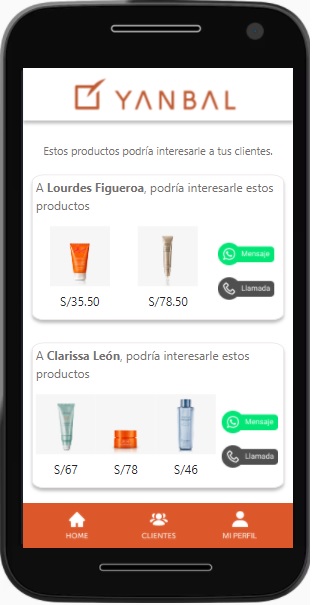 YANBAL
Estos productos podría interesarle a tus clientes.
A Lourdes Figueroa, podría interesarle estos
productos
S/35.50
S/78.50
Mensaje
Llamada
A Clarissa León, podría interesarle estos
productos
S/67
S/78
S/46
Mensaje
Llamada
HOME
CLIENTES
MI PERFIL